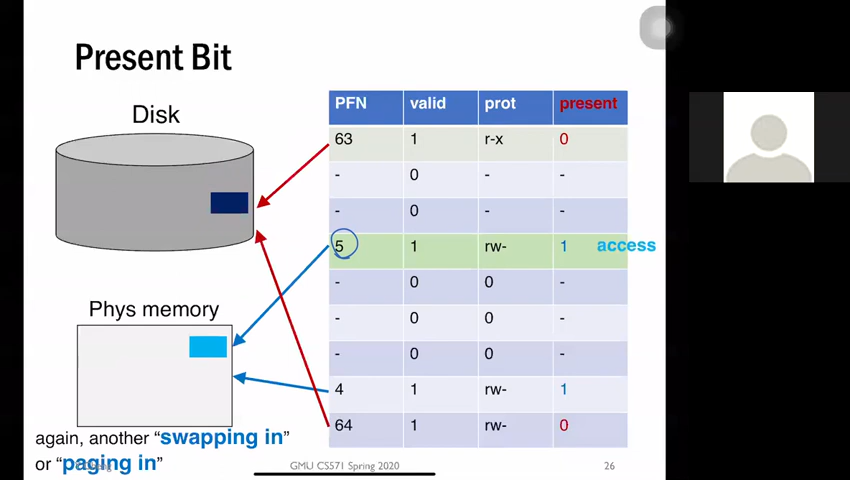 Present Bit
Disk
Phys memory
again, another “swapping in”
or “paging in”
PFN valid prot present
63 1 r-x 0
- 0 - -
- 0 - -
5 1 rw- 1 access
- 0 0 -
- 0 0 -
- 0 0 -
4 1 rw- 1
64 1 rw- 0
GMU CS571 Spring 2020
26